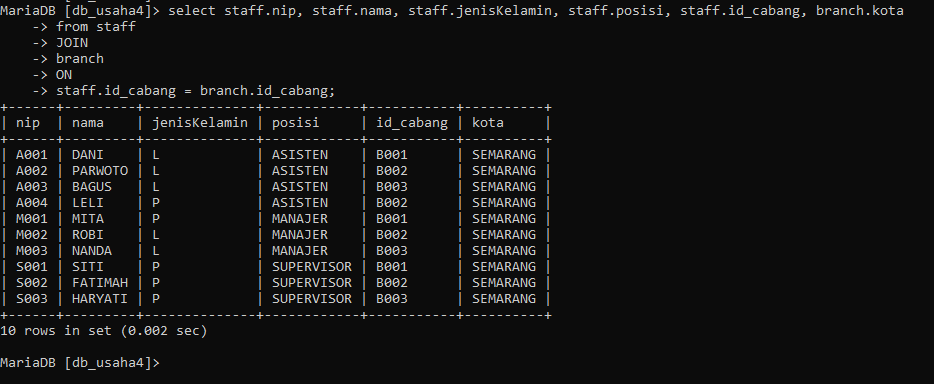 MariaDB [db_usaha4]> select staff.nip, staff.nama, staff.jenisKelamin, staff.posisi, staff.id_cabang, branch.kota
    -> from staff
    -> JOIN
    -> branch
    -> ON
    -> staff.id_cabang = branch.id_cabang;
+------+---------+--------------+------------+-----------+----------+
| nip  | nama    | jenisKelamin | posisi     | id_cabang | kota     |
+------+---------+--------------+------------+-----------+----------+
| A001 | DANI    | L            | ASISTEN    | B001      | SEMARANG |
| A002 | PARWOTO | L            | ASISTEN    | B002      | SEMARANG |
| A003 | BAGUS   | L            | ASISTEN    | B003      | SEMARANG |
| A004 | LELI    | P            | ASISTEN    | B002      | SEMARANG |
| M001 | MITA    | P            | MANAJER    | B001      | SEMARANG |
| M002 | ROBI    | L            | MANAJER    | B002      | SEMARANG |
| M003 | NANDA   | L            | MANAJER    | B003      | SEMARANG |
| S001 | SITI    | P            | SUPERVISOR | B001      | SEMARANG |
| S002 | FATIMAH | P            | SUPERVISOR | B002      | SEMARANG |
| S003 | HARYATI | P            | SUPERVISOR | B003      | SEMARANG |
+------+---------+--------------+------------+-----------+----------+
10 rows in set (0.002 sec)
MariaDB [db_usaha4]>